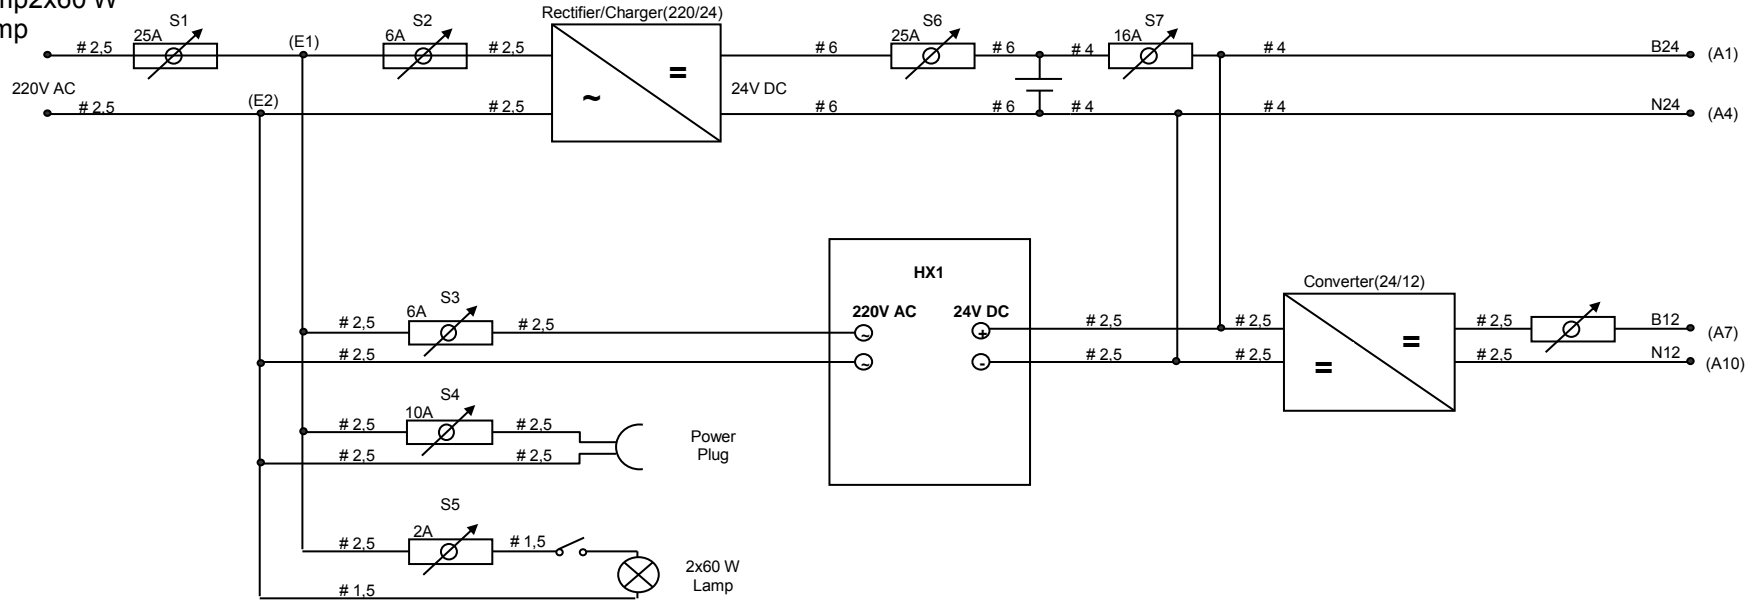 mp2x60 W
mp
Rectifier/Charger(220/24)
S1
S2
S6
S7
25A
6A
25A
16A
(E1)
# 2,5
# 2,5
# 6
# 6
# 4
# 4
B24
(A1)
220V AC
24V DC
(E2)
# 2,5
# 2,5
# 6
# 6
# 4
# 4
N24
(A4)
=
~
HX1
Converter(24/12)
S3
6A
220V AC
24V DC
# 2,5
# 2,5
~
+
# 2,5
# 2,5
# 2,5
B12
(A7)
# 2,5
~
-
# 2,5
# 2,5
# 2,5
N12
(A10)
=
=
S4
10A
# 2,5
# 2,5
Power
Plug
# 2,5
# 2,5
S5
2A
# 2,5
# 1,5
2x60 W
Lamp
# 1,5